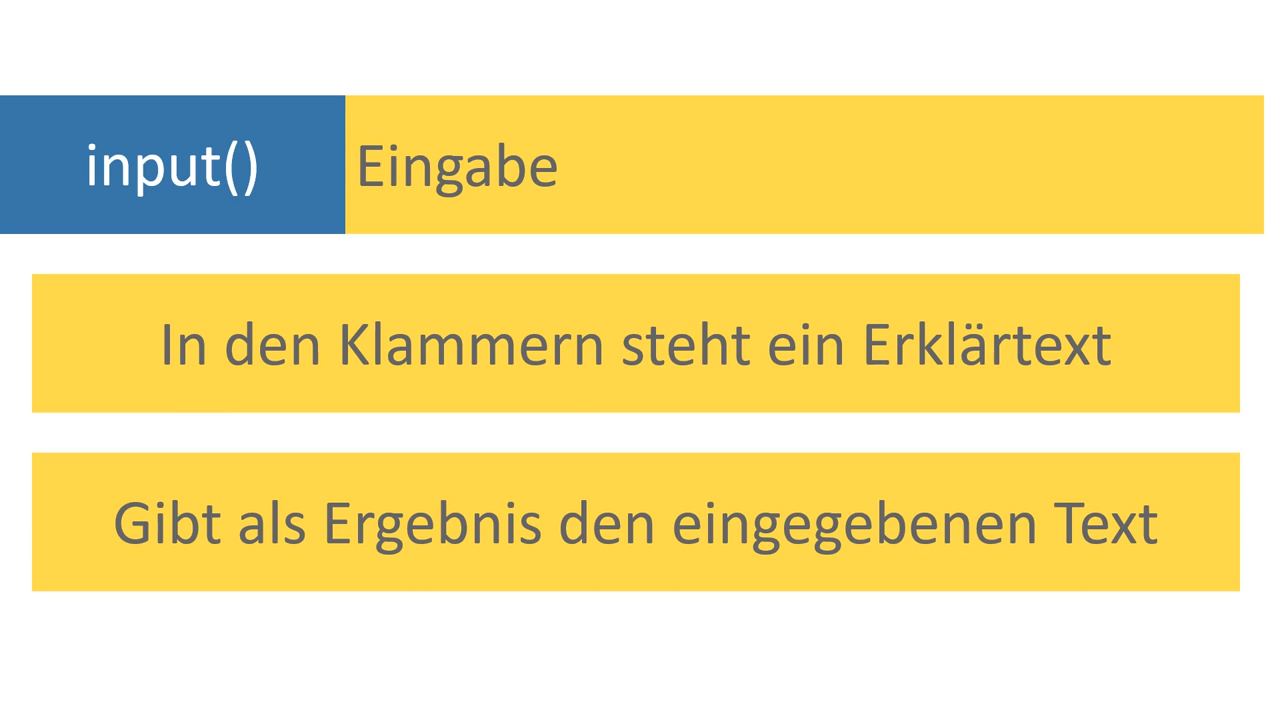 input() Eingabe
In den Klammern steht ein Erklärtext
Gibt als Ergebnis den eingegebenen Text